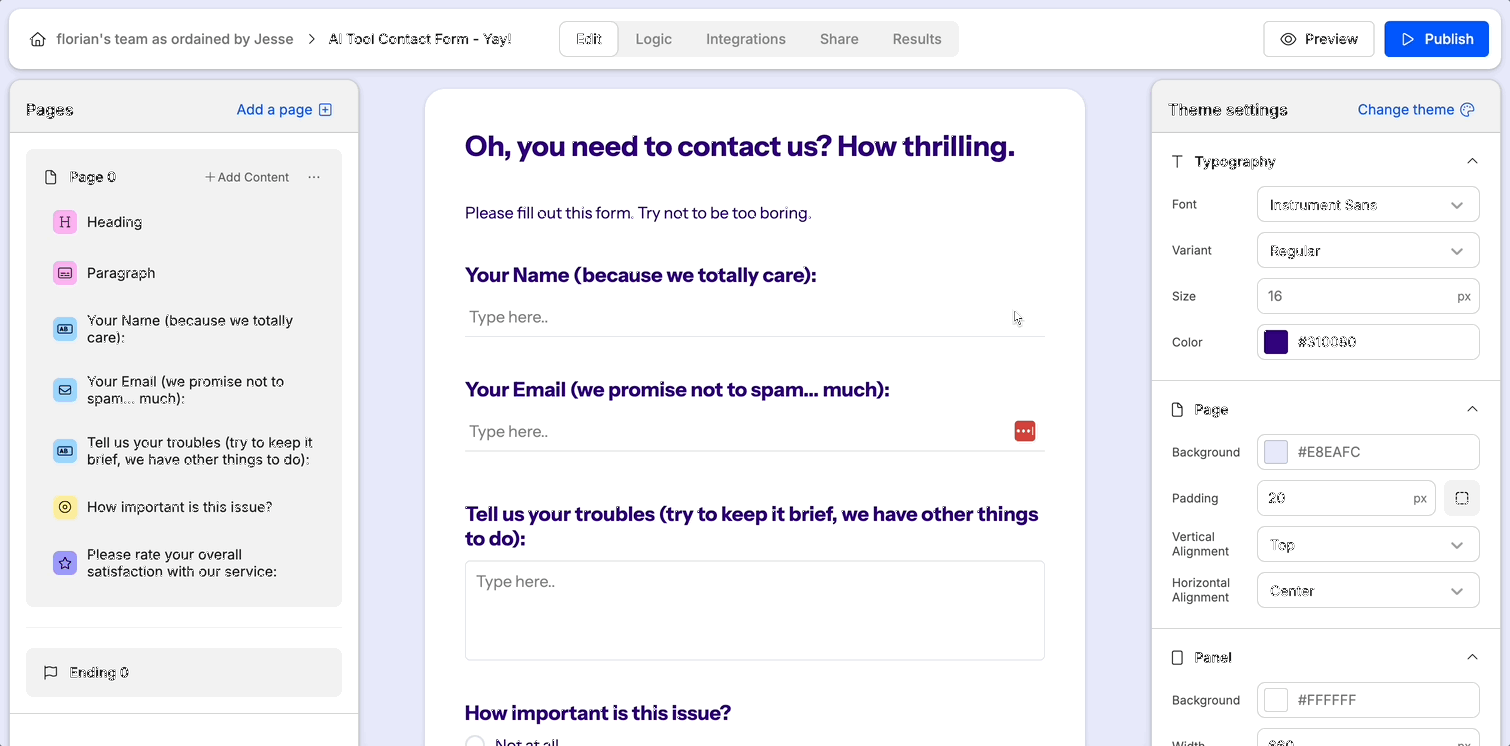 florian's team as ordained by Jesse > AI Tool Contact Form - Yay!
Edit
Logic
Integrations
Share
Results
Preview
Publish
Pages
Add a page
Page 0
+ Add Content
...
H Heading
Paragraph
Your Name (because we totally
care):
Your Email (we promise not to
spam... much):
Tell us your troubles (try to keep it
brief, we have other things to do):
How important is this issue?
Please rate your overall
satisfaction with our service:
Ending 0
Oh, you need to contact us? How thrilling.
Please fill out this form. Try not to be too boring.
Your Name (because we totally care):
Type here..
Your Email (we promise not to spam... much):
Type here..
Tell us your troubles (try to keep it brief, we have other things
to do):
Type here..
How important is this issue?
Not at all
Theme settings
Change theme
Typography
Font
Instrument Sans
Variant
Regular
Size
16 px
Color
Page
Background
#E8EAFC
Padding
20 px
Vertical
Alignment
Top
Horizontal
Alignment
Center
Panel
Background
#FFFFFF
Width
px